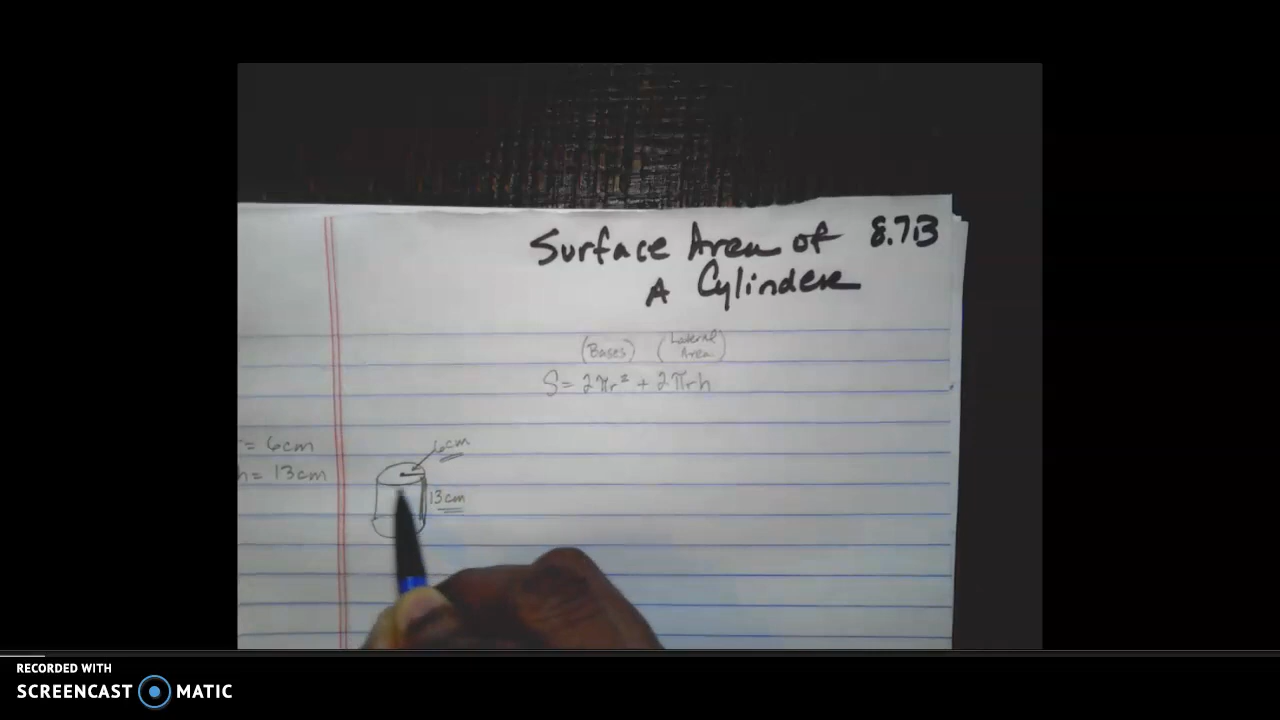 Surface Area of 8.7B
A Cylinder
(Bases) (Lateral
Area)
S = 2πr² + 2πrh
r = 6cm
h = 13cm
6cm
13cm
RECORDED WITH
SCREENCAST MATIC